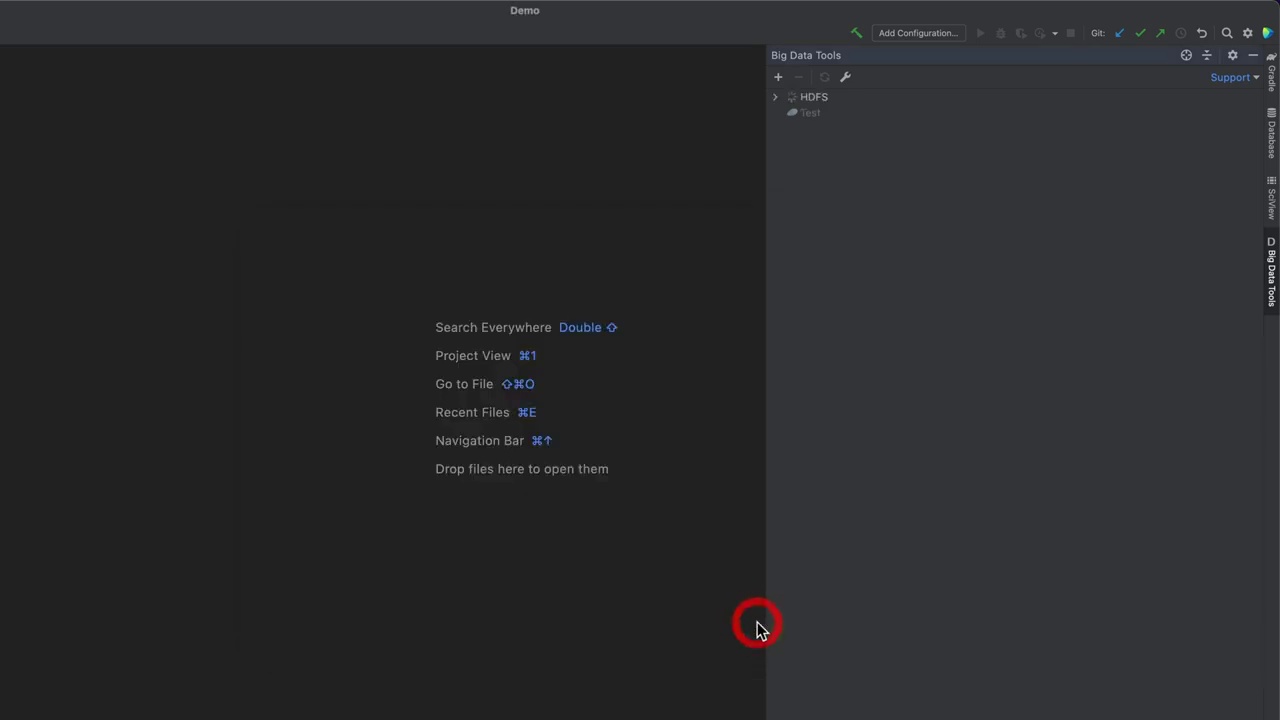 Demo
Add Configuration...
Git:
Big Data Tools
Support
HDFS
Test
Search Everywhere Double ⇧
Project View ⌘1
Go to File ⇧⌘O
Recent Files ⌘E
Navigation Bar ⌘↑
Drop files here to open them
Gradle
Database
SciView
D Big Data Tools